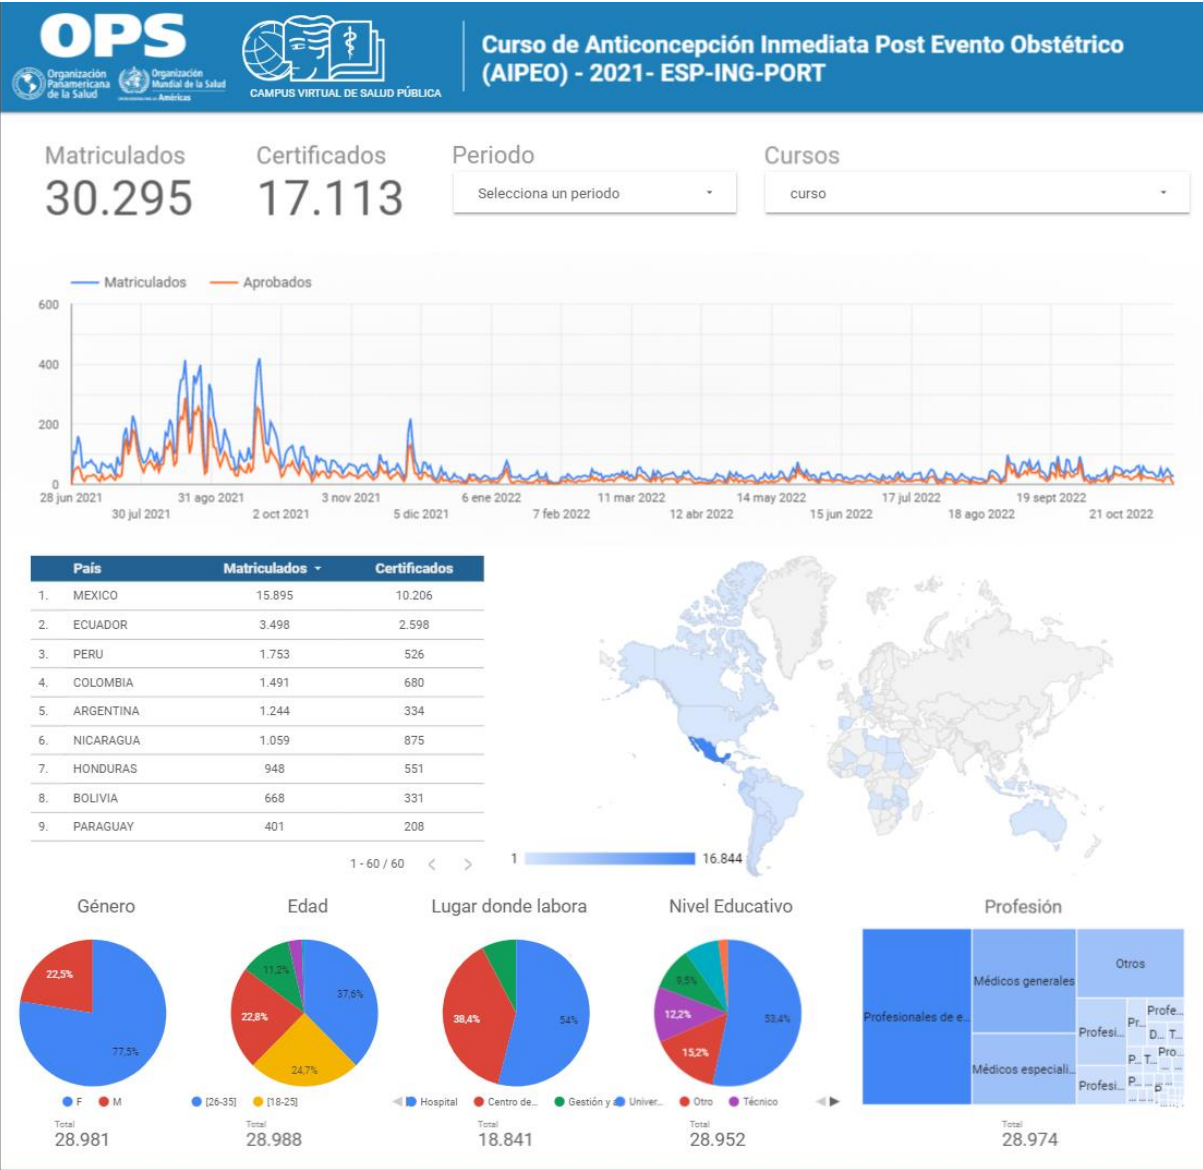 OPS
Organización
Panamericana
de la Salud
Organización
Mundial de la Salud
Américas
CAMPUS VIRTUAL DE SALUD PÚBLICA
Curso de Anticoncepción Inmediata Post Evento Obstétrico
(AIPEO) - 2021- ESP-ING-PORT
Matriculados
30.295
Certificados
17.113
Periodo
Selecciona un periodo
Cursos
curso
Matriculados Aprobados
600
400
200
0
28 jun 2021 31 ago 2021 3 nov 2021 6 ene 2022 11 mar 2022 14 may 2022 17 jul 2022 19 sept 2022
30 jul 2021 2 oct 2021 5 dic 2021 7 feb 2022 12 abr 2022 15 jun 2022 18 ago 2022 21 oct 2022
País Matriculados Certificados
1. MEXICO 15.895 10.206
2. ECUADOR 3.498 2.598
3. PERU 1.753 526
4. COLOMBIA 1.491 680
5. ARGENTINA 1.244 334
6. NICARAGUA 1.059 875
7. HONDURAS 948 551
8. BOLIVIA 668 331
9. PARAGUAY 401 208
1 - 60 / 60
1 16.844
Género
22,5%
77,5%
F M
Total
28.981
Edad
11,2%
37,6%
22,8%
24,7%
[26-35] [18-25]
Total
28.988
Lugar donde labora
38,4%
54%
Hospital Centro de... Gestión y a
Total
18.841
Nivel Educativo
9,5%
12,2%
53,4%
15,2%
Univer... Otro Técnico
Total
28.952
Profesión
Profesionales de e...
Médicos generales
Médicos especiali...
Otros
Profesi...
Profesi...
Pr...
Profe...
D... T...
P... T... Pro...
P...
Total
28.974